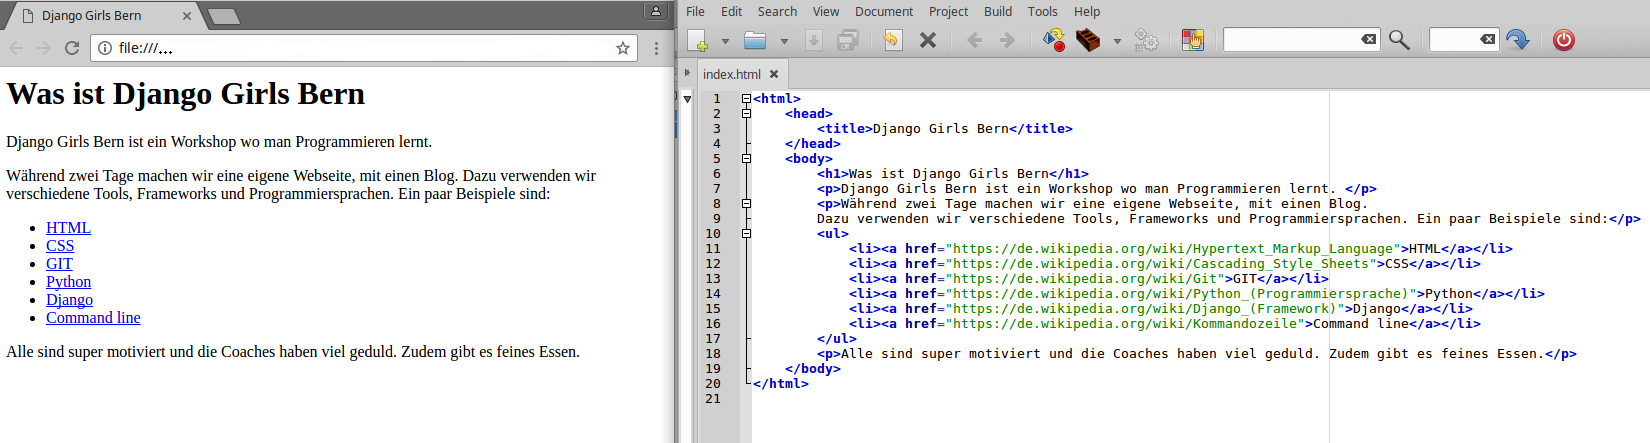 Django Girls Bern
file:///...
Was ist Django Girls Bern
Django Girls Bern ist ein Workshop wo man Programmieren lernt.
Während zwei Tage machen wir eine eigene Webseite, mit einen Blog. Dazu verwenden wir
verschiedene Tools, Frameworks und Programmiersprachen. Ein paar Beispiele sind:
HTML
CSS
GIT
Python
Django
Command line
Alle sind super motiviert und die Coaches haben viel geduld. Zudem gibt es feines Essen.
File Edit Search View Document Project Build Tools Help
index.html
1 <html>
2 <head>
3 <title>Django Girls Bern</title>
4 </head>
5 <body>
6 <h1>Was ist Django Girls Bern</h1>
7 <p>Django Girls Bern ist ein Workshop wo man Programmieren lernt. </p>
8 <p>Während zwei Tage machen wir eine eigene Webseite, mit einen Blog.
9 Dazu verwenden wir verschiedene Tools, Frameworks und Programmiersprachen. Ein paar Beispiele sind:</p>
10 <ul>
11 <li><a href="https://de.wikipedia.org/wiki/Hypertext_Markup_Language">HTML</a></li>
12 <li><a href="https://de.wikipedia.org/wiki/Cascading_Style_Sheets">CSS</a></li>
13 <li><a href="https://de.wikipedia.org/wiki/Git">GIT</a></li>
14 <li><a href="https://de.wikipedia.org/wiki/Python_(Programmiersprache)">Python</a></li>
15 <li><a href="https://de.wikipedia.org/wiki/Django_(Framework)">Django</a></li>
16 <li><a href="https://de.wikipedia.org/wiki/Kommandozeile">Command line</a></li>
17 </ul>
18 <p>Alle sind super motiviert und die Coaches haben viel geduld. Zudem gibt es feines Essen.</p>
19 </body>
20 </html>
21